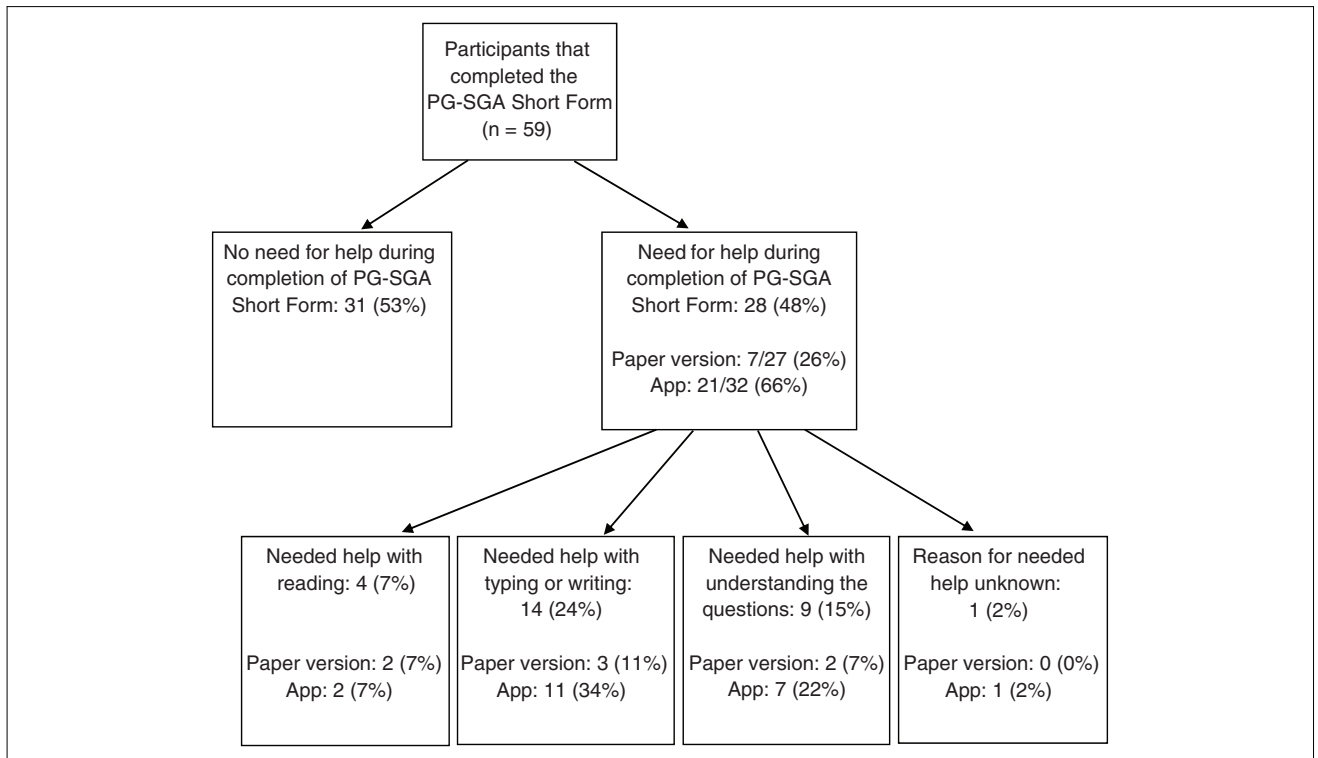 Participants that
completed the
PG-SGA Short Form
(n = 59)
No need for help during
completion of PG-SGA
Short Form: 31 (53%)
Need for help during
completion of PG-SGA
Short Form: 28 (48%)
Paper version: 7/27 (26%)
App: 21/32 (66%)
Needed help with
reading: 4 (7%)
Paper version: 2 (7%)
App: 2 (7%)
Needed help with
typing or writing:
14 (24%)
Paper version: 3 (11%)
App: 11 (34%)
Needed help with
understanding the
questions: 9 (15%)
Paper version: 2 (7%)
App: 7 (22%)
Reason for needed
help unknown:
1 (2%)
Paper version: 0 (0%)
App: 1 (2%)